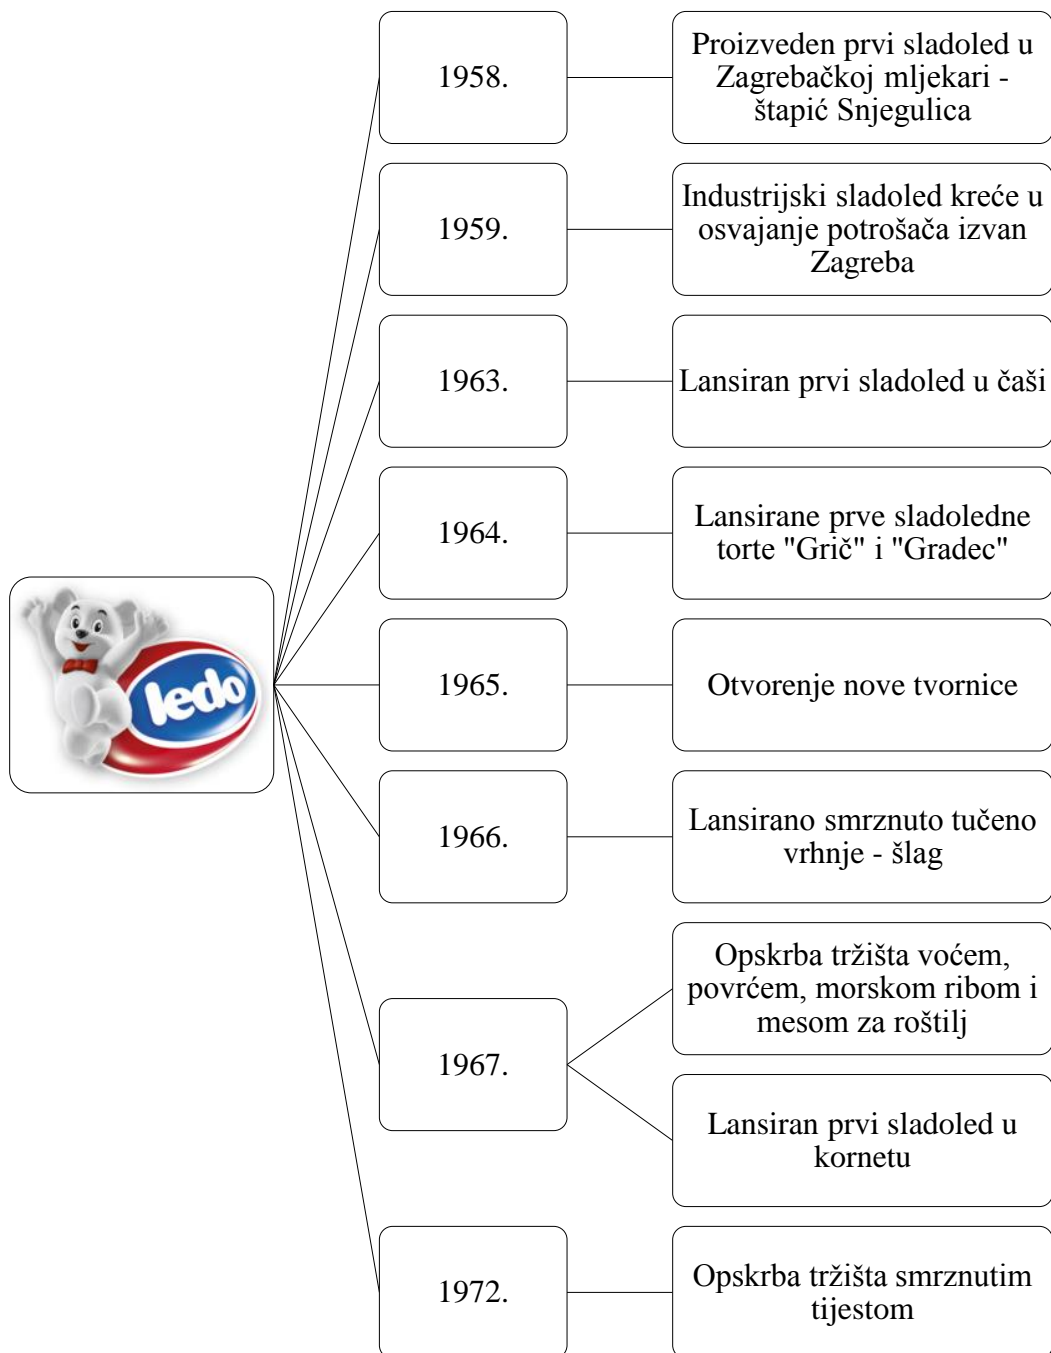 1958.
Proizveden prvi sladoled u
Zagrebačkoj mljekari -
štapić Snjegulica
1959.
Industrijski sladoled kreće u
osvajanje potrošača izvan
Zagreba
1963.
Lansiran prvi sladoled u čaši
1964.
Lansirane prve sladoledne
torte "Grič" i "Gradec"
ledo
1965.
Otvorenje nove tvornice
1966.
Lansirano smrznuto tučeno
vrhnje - šlag
1967.
Opskrba tržišta voćem,
povrćem, morskom ribom i
mesom za roštilj
Lansiran prvi sladoled u
kornetu
1972.
Opskrba tržišta smrznutim
tijestom